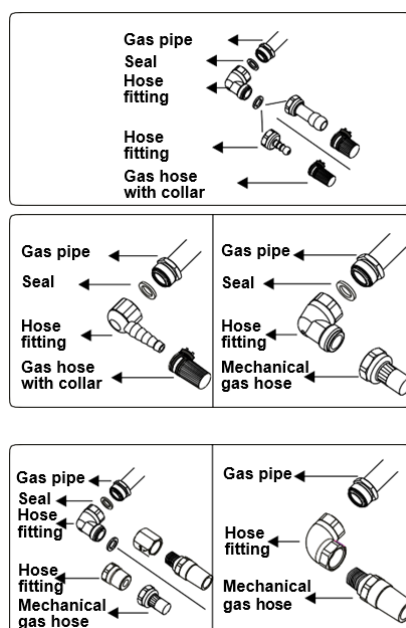 Gas pipe
Seal
Hose
fitting
Hose
fitting
Gas hose
with collar
Gas pipe
Seal
Hose
fitting
Gas hose
with collar
Gas pipe
Seal
Hose
fitting
Mechanical
gas hose
Gas pipe
Seal
Hose
fitting
Hose
fitting
Mechanical
gas hose
Gas pipe
Hose
fitting
Mechanical
gas hose